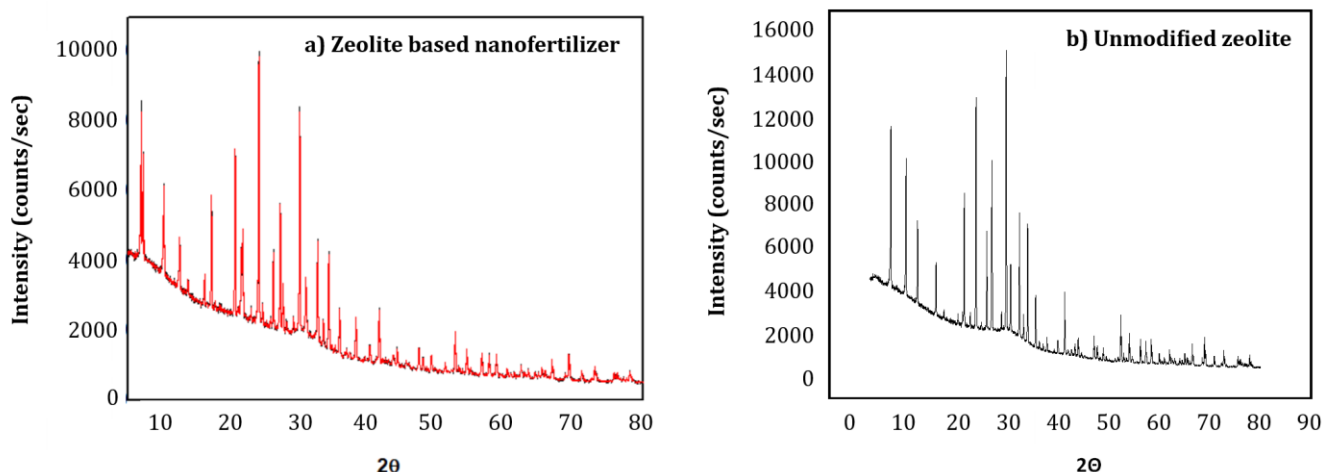 a) Zeolite based nanofertilizer
Intensity (counts/sec)
10000
8000
6000
4000
2000
0
10 20 30 40 50 60 70 80
2θ
b) Unmodified zeolite
Intensity (counts/sec)
16000
14000
12000
10000
8000
6000
4000
2000
0
0 10 20 30 40 50 60 70 80 90
2Θ